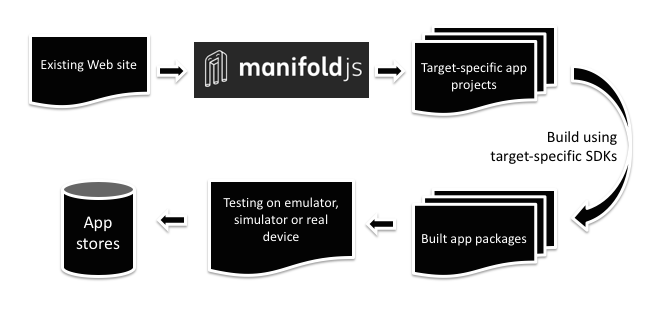 Existing Web site
manifoldjs
Target-specific app
projects
Build using
target-specific SDKs
Built app packages
Testing on emulator,
simulator or real
device
App
stores